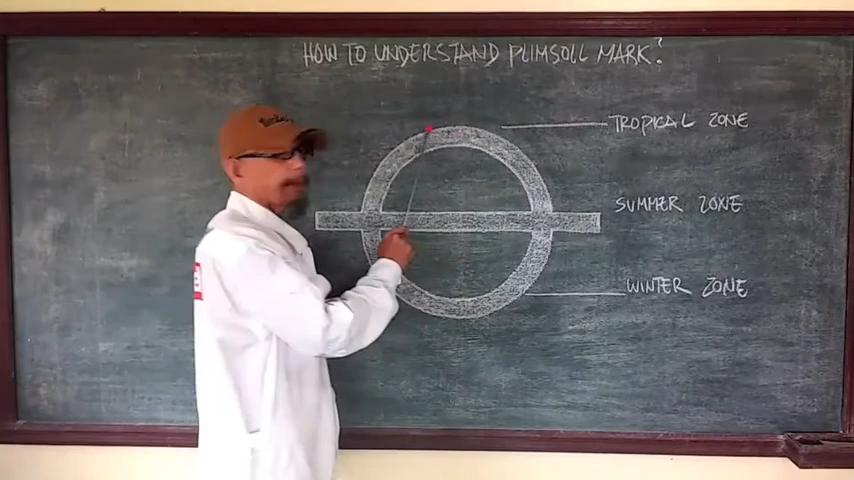 HOW TO UNDERSTAND PLIMSOLL MARK?
TROPICAL ZONE
SUMMER ZONE
WINTER ZONE